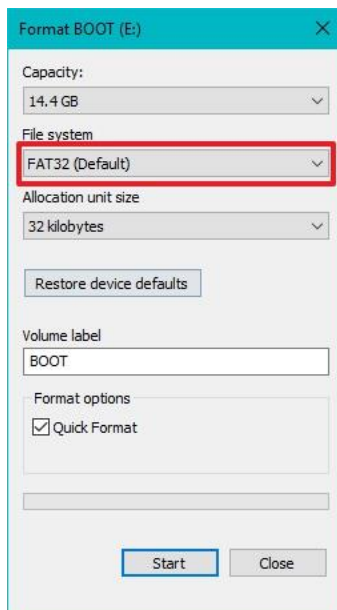 Format BOOT (E:)
Capacity:
14.4 GB
File system
FAT32 (Default)
Allocation unit size
32 kilobytes
Restore device defaults
Volume label
BOOT
Format options
Quick Format
Start Close